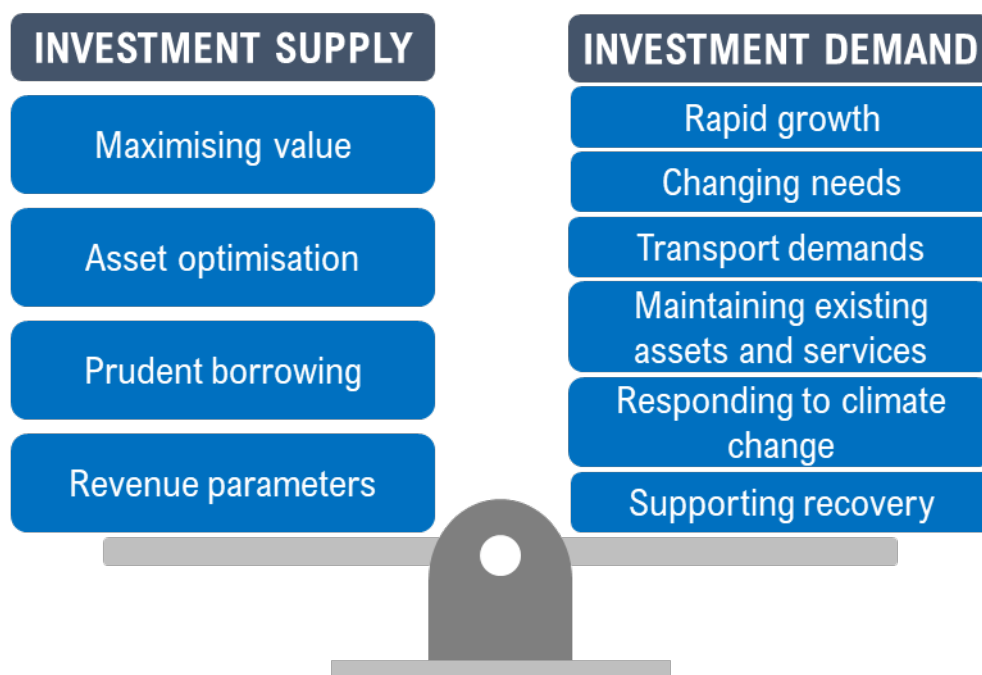 INVESTMENT SUPPLY
Maximising value
Asset optimisation
Prudent borrowing
Revenue parameters
INVESTMENT DEMAND
Rapid growth
Changing needs
Transport demands
Maintaining existing
assets and services
Responding to climate
change
Supporting recovery